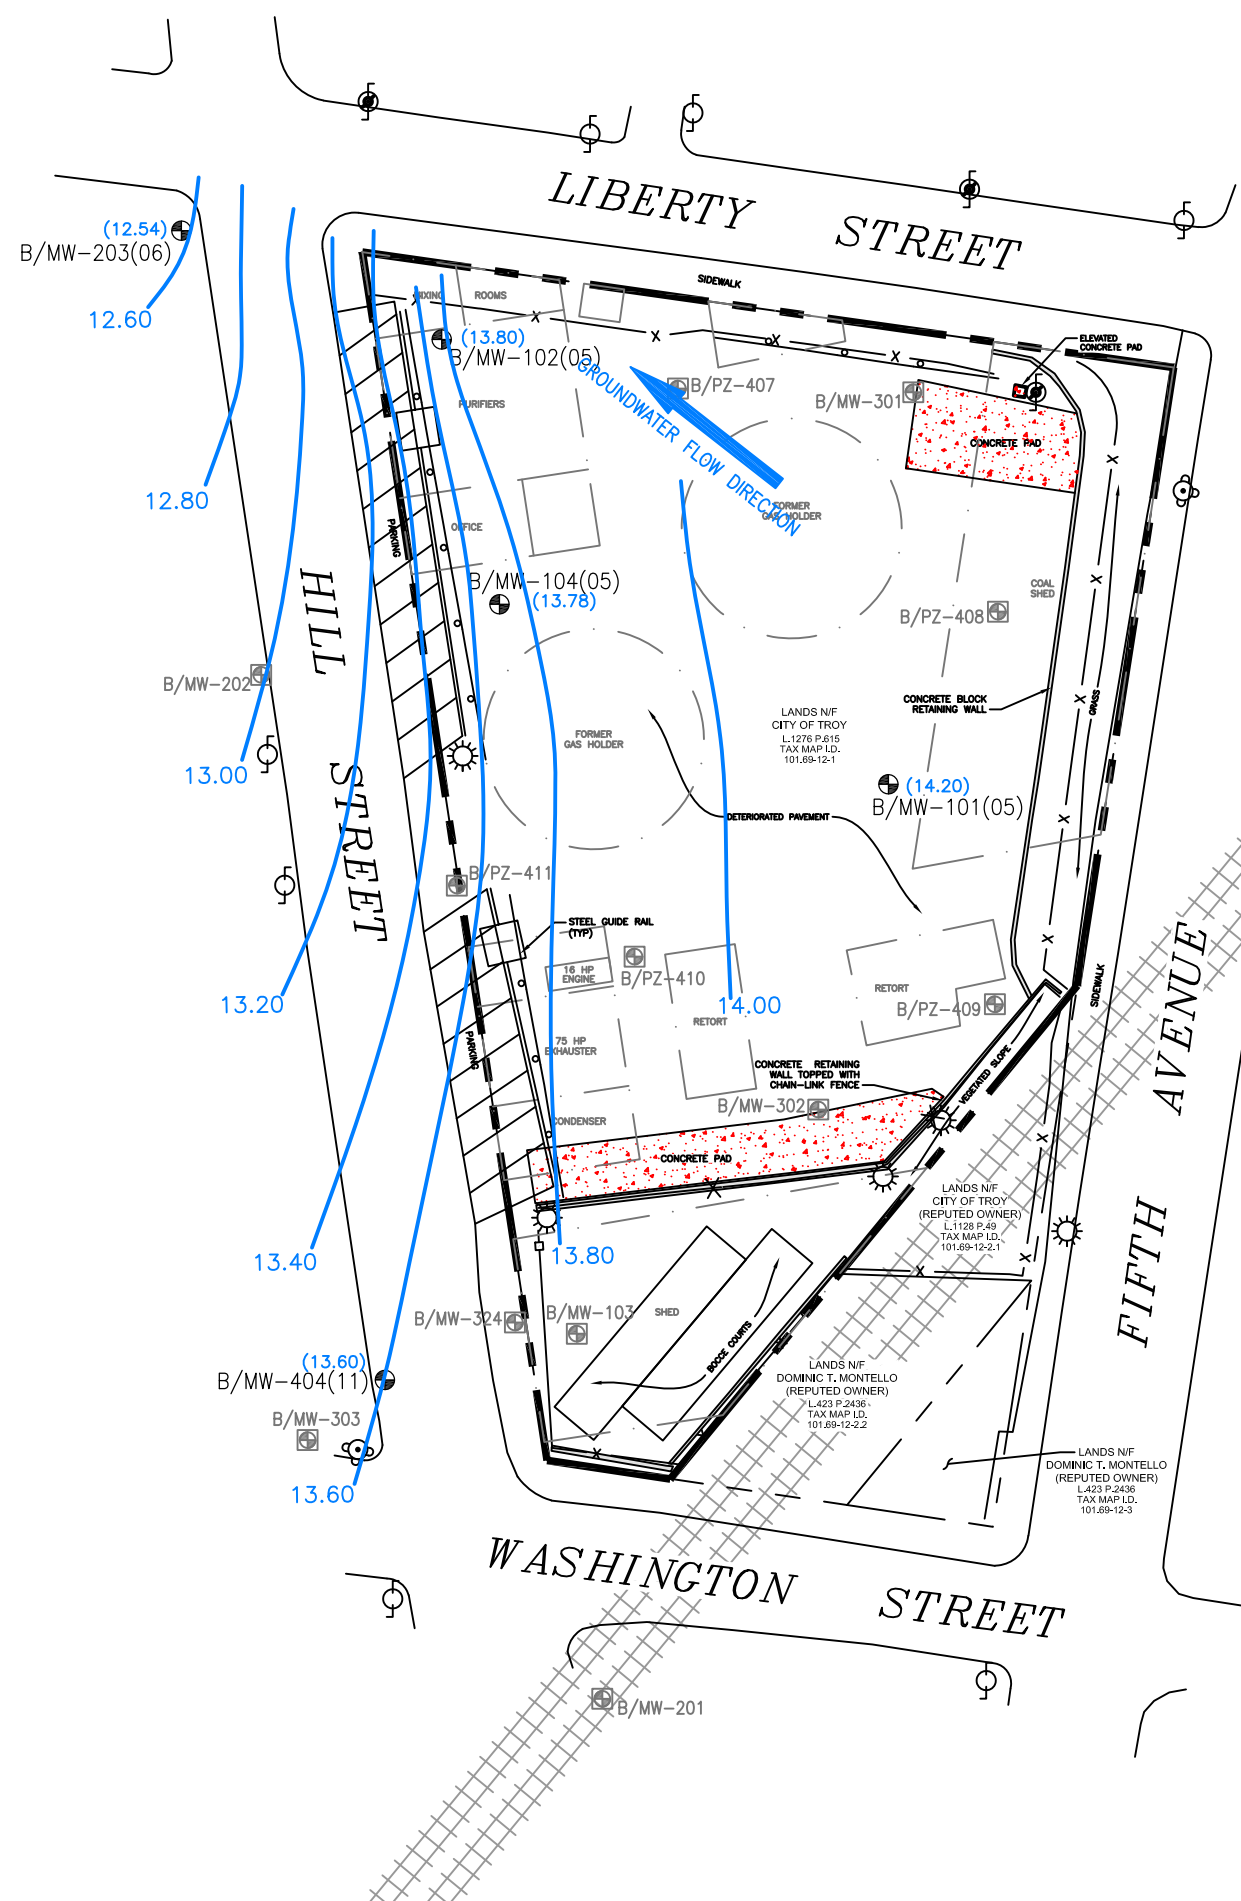 LIBERTY STREET
(12.54)
B/MW-203(06)
12.60
SIDEWALK
MIXING ROOMS
(13.80)
B/MW-102(05)
ELEVATED
CONCRETE PAD
GROUNDWATER FLOW DIRECTION
B/PZ-407
B/MW-301
PURIFIERS
CONCRETE PAD
12.80
PARKING
OFFICE
FORMER
GAS HOLDER
HILL STREET
B/MW-104(05)
(13.78)
COAL
SHED
B/PZ-408
B/MW-202
CONCRETE BLOCK
RETAINING WALL
GRASS
LANDS N/F
CITY OF TROY
L.1276 P.615
TAX MAP I.D.
101.69-12-1
FORMER
GAS HOLDER
13.00
(14.20)
B/MW-101(05)
DETERIORATED PAVEMENT
B/PZ-411
STEEL GUIDE RAIL
(TYP)
16 HP
ENGINE
B/PZ-410
RETORT
B/PZ-409
SIDEWALK
FIFTH AVENUE
13.20
14.00
RETORT
PARKING
75 HP
EXHAUSTER
CONCRETE RETAINING
WALL TOPPED WITH
CHAIN-LINK FENCE
VEGETATED SLOPE
B/MW-302
CONDENSER
CONCRETE PAD
LANDS N/F
CITY OF TROY
(REPUTED OWNER)
L.1128 P.49
TAX MAP I.D.
101.69-12-2.1
13.40
13.80
B/MW-324
B/MW-103
SHED
BOCCE COURTS
(13.60)
B/MW-404(11)
LANDS N/F
DOMINIC T. MONTELLO
(REPUTED OWNER)
L.423 P.2436
TAX MAP I.D.
101.69-12-2.2
B/MW-303
LANDS N/F
DOMINIC T. MONTELLO
(REPUTED OWNER)
L.423 P.2436
TAX MAP I.D.
101.69-12-3
13.60
WASHINGTON STREET
B/MW-201